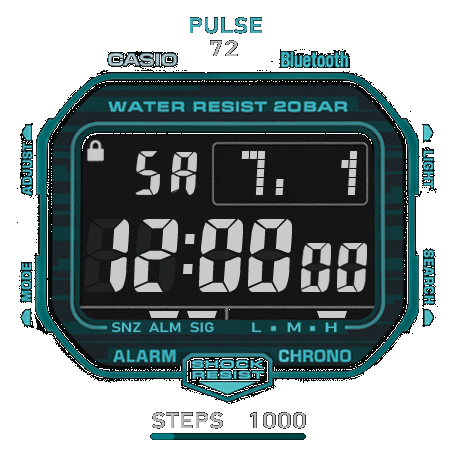 PULSE
72
CASIO Bluetooth
WATER RESIST 20BAR
ADJUST
LIGHT
SA 7. 1
12:00 00
MODE
SEARCH
SNZ ALM SIG L ▪ M ▪ H
ALARM CHRONO
SHOCK
RESIST
STEPS 1000